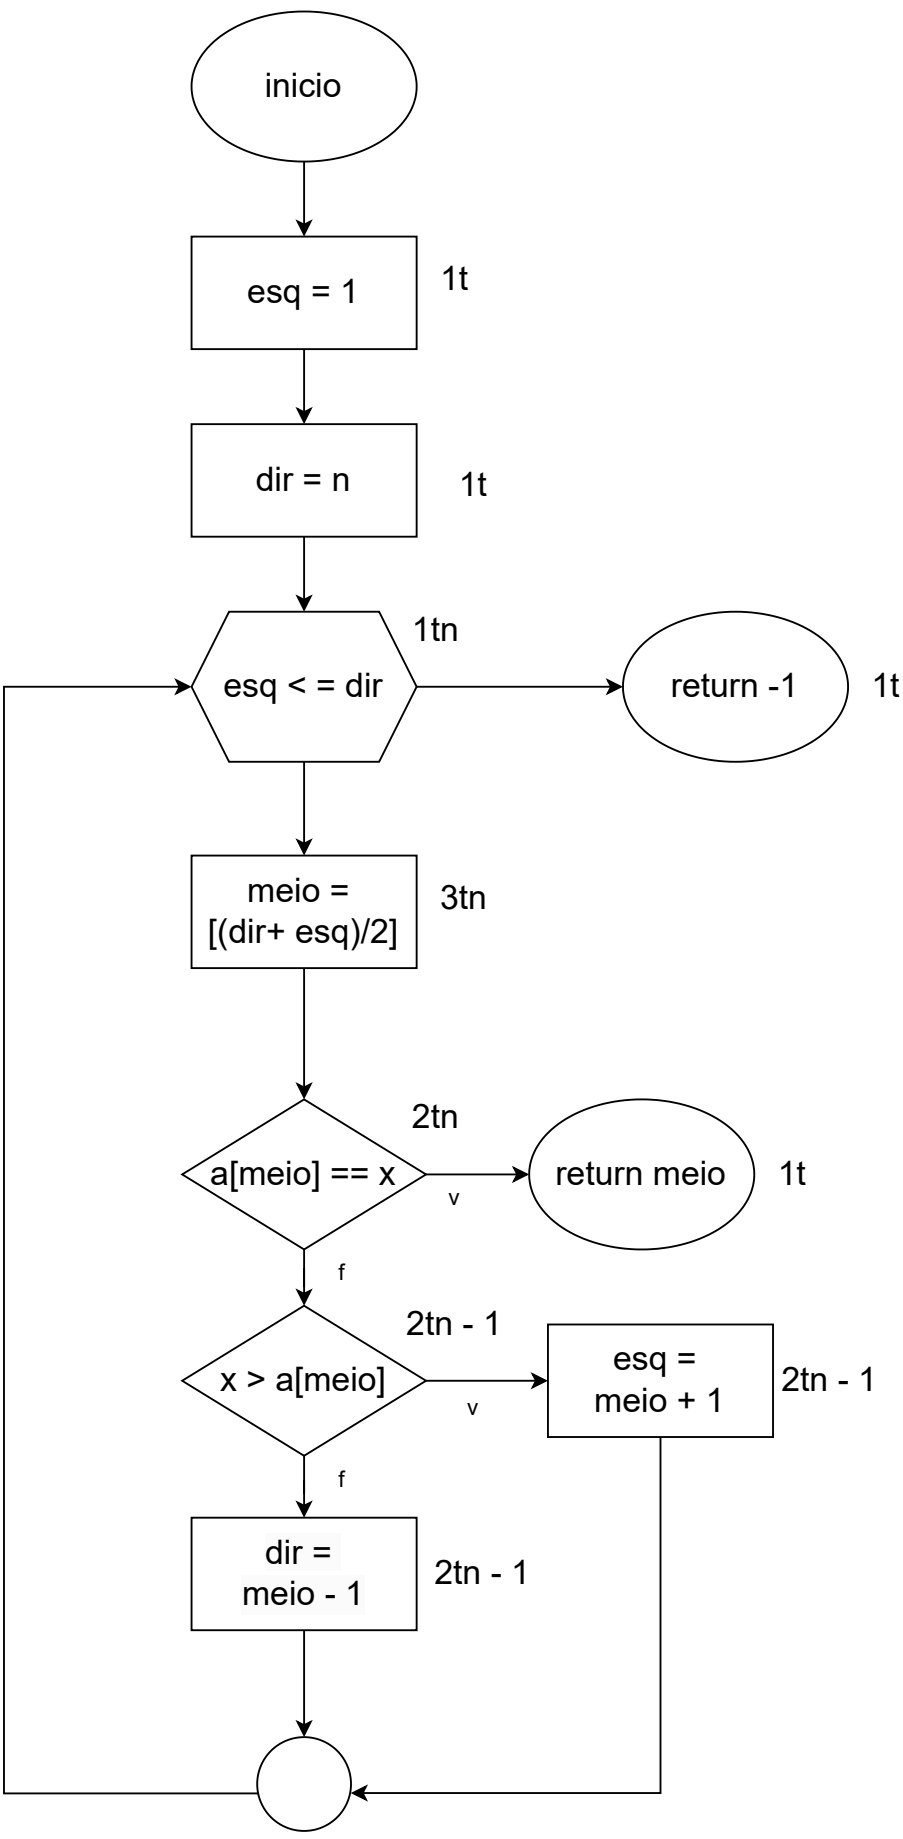 inicio
esq = 1
1t
dir = n
1t
1tn
esq < = dir
return -1
1t
meio =
[(dir+ esq)/2]
3tn
2tn
a[meio] == x
v
return meio
1t
f
2tn - 1
x > a[meio]
v
esq =
meio + 1
2tn - 1
f
dir =
meio - 1
2tn - 1